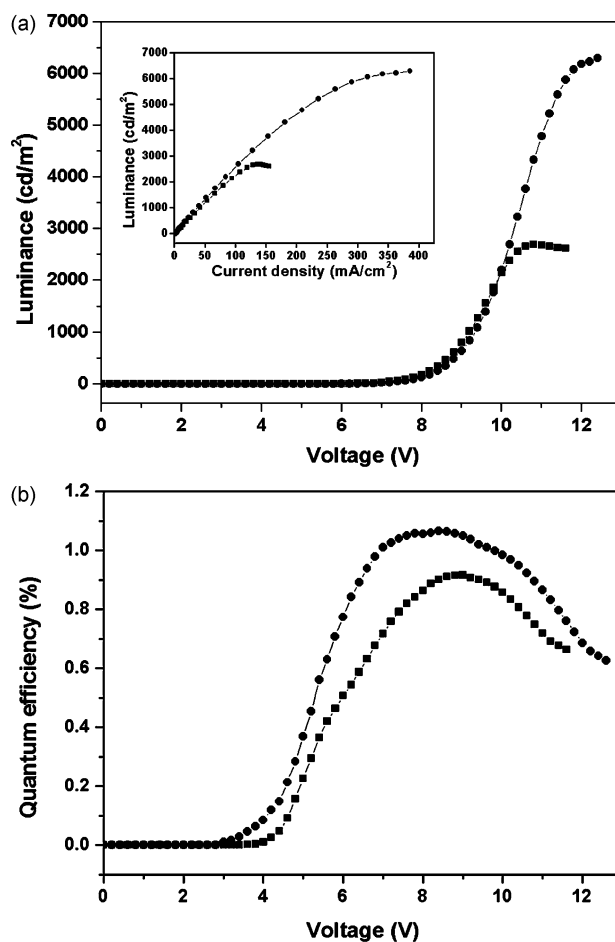 (a)
7000
6000
5000
4000
3000
2000
1000
0
Luminance (cd/m²)
7000
6000
5000
4000
3000
2000
1000
0
Luminance (cd/m²)
0 50 100 150 200 250 300 350 400
Current density (mA/cm²)
0 2 4 6 8 10 12
Voltage (V)
(b)
1.2
1.0
0.8
0.6
0.4
0.2
0.0
Quantum efficiency (%)
0 2 4 6 8 10 12
Voltage (V)